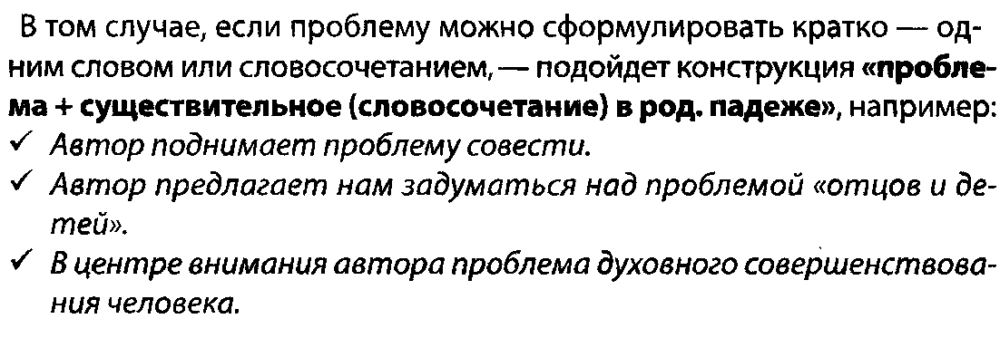 В том случае, если проблему можно сформулировать кратко — од-
ним словом или словосочетанием, — подойдет конструкция «пробле-
ма + существительное (словосочетание) в род. падеже», например:
✓ Автор поднимает проблему совести.
✓ Автор предлагает нам задуматься над проблемой «отцов и де-
тей».
✓ В центре внимания автора проблема духовного совершенствова-
ния человека.